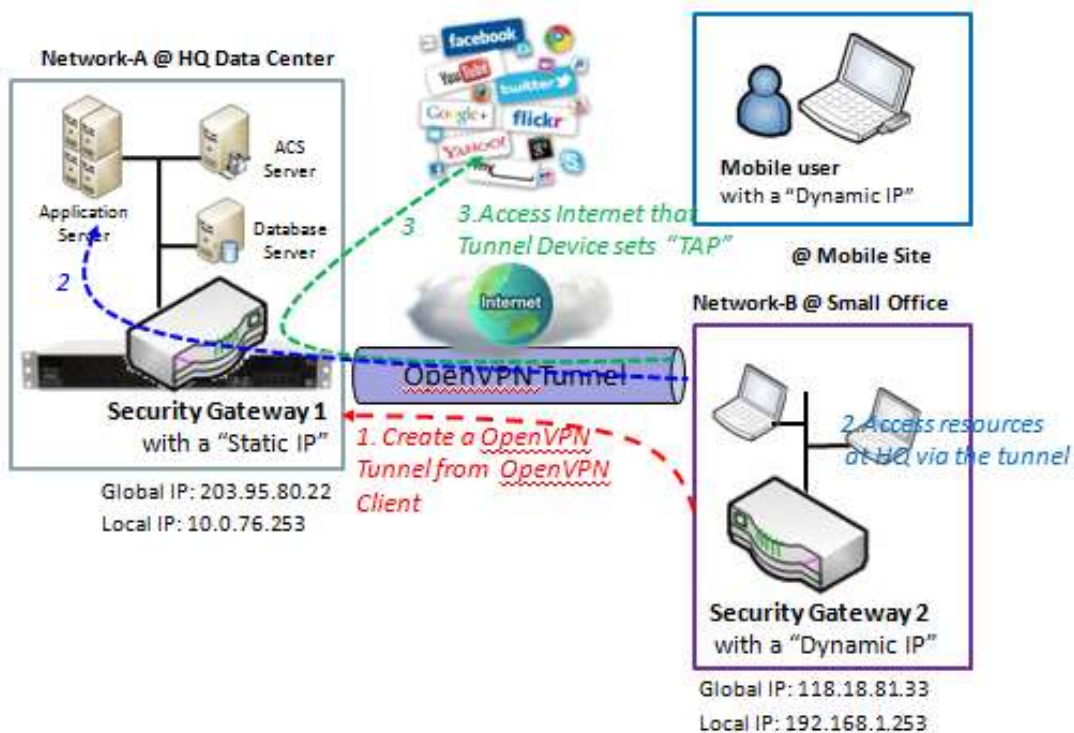 Network-A @ HQ Data Center
ACS
Server
Application
Server
Database
Server
2
Security Gateway 1
with a "Static IP"
Global IP: 203.95.80.22
Local IP: 10.0.76.253
facebook
YouTube
twitter
Google+
flickr
YAHOO!
3
3.Access Internet that
Tunnel Device sets "TAP"
Internet
OpenVPN Tunnel
1. Create a OpenVPN
Tunnel from OpenVPN
Client
Mobile user
with a "Dynamic IP"
@ Mobile Site
Network-B @ Small Office
2.Access resources
at HQ via the tunnel
Security Gateway 2
with a "Dynamic IP"
Global IP: 118.18.81.33
Local IP: 192.168.1.253